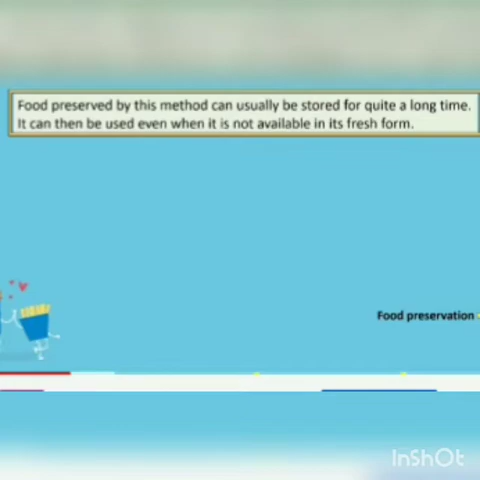 Food preserved by this method can usually be stored for quite a long time.
It can then be used even when it is not available in its fresh form.
Food preservation
InShOt